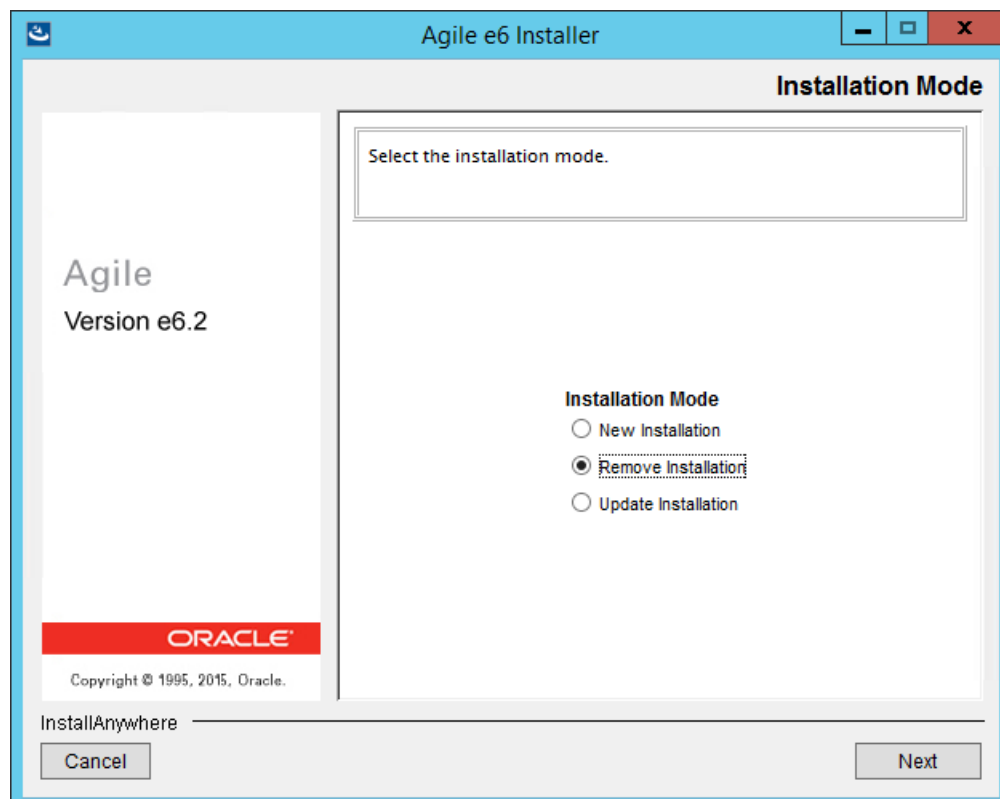 Agile e6 Installer
Installation Mode
Select the installation mode.
Agile
Version e6.2
Installation Mode
New Installation
Remove Installation
Update Installation
ORACLE
Copyright © 1995, 2015, Oracle.
InstallAnywhere
Cancel
Next